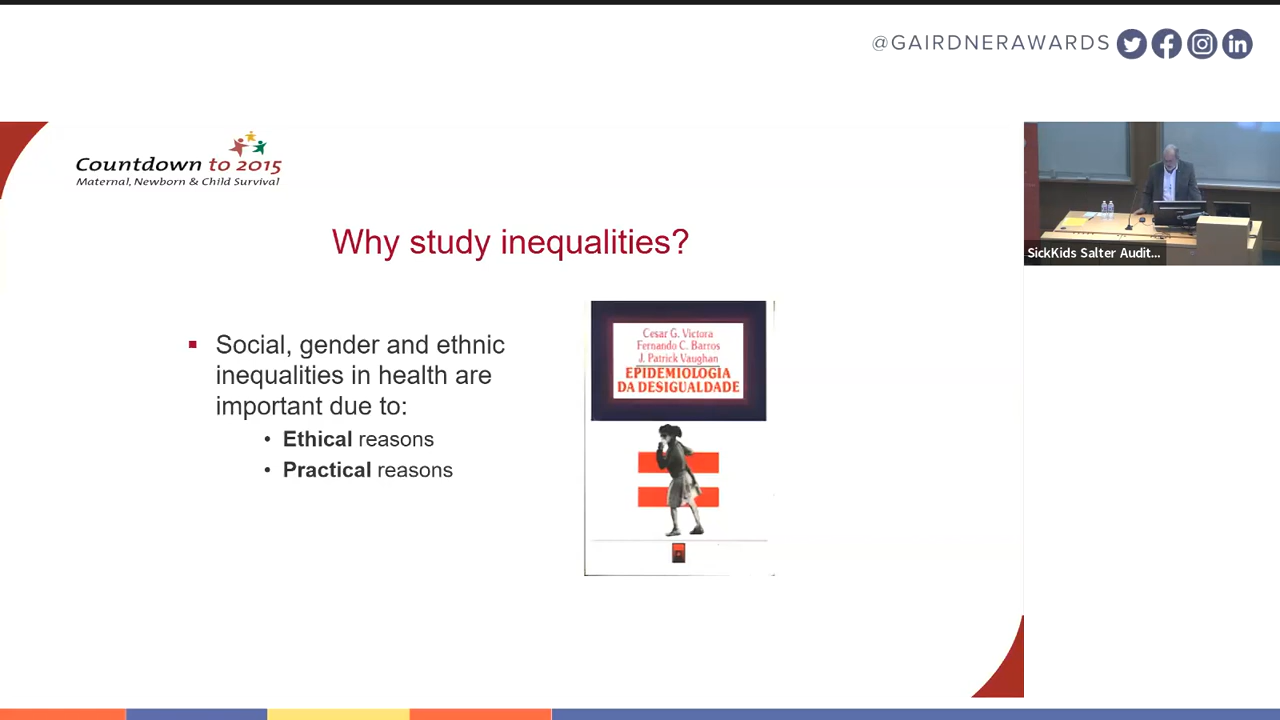 @GAIRDNERAWARDS
Countdown to 2015
Maternal, Newborn & Child Survival
SickKids Salter Audit...
Why study inequalities?
Social, gender and ethnic
inequalities in health are
important due to:
Ethical reasons
Practical reasons
Cesar G. Victora
Fernando C. Barros
J. Patrick Vaughan
EPIDEMIOLOGIA
DA DESIGUALDADE